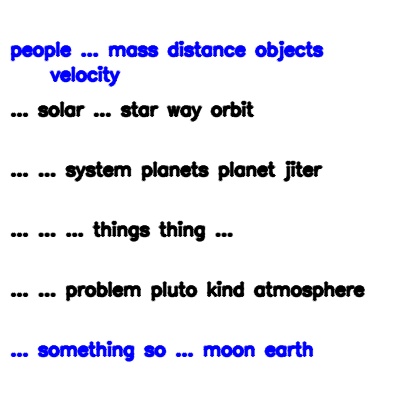 people ... mass distance objects
velocity
... solar ... star way orbit
... ... system planets planet jiter
... ... ... things thing ...
... ... problem pluto kind atmosphere
... something so ... moon earth